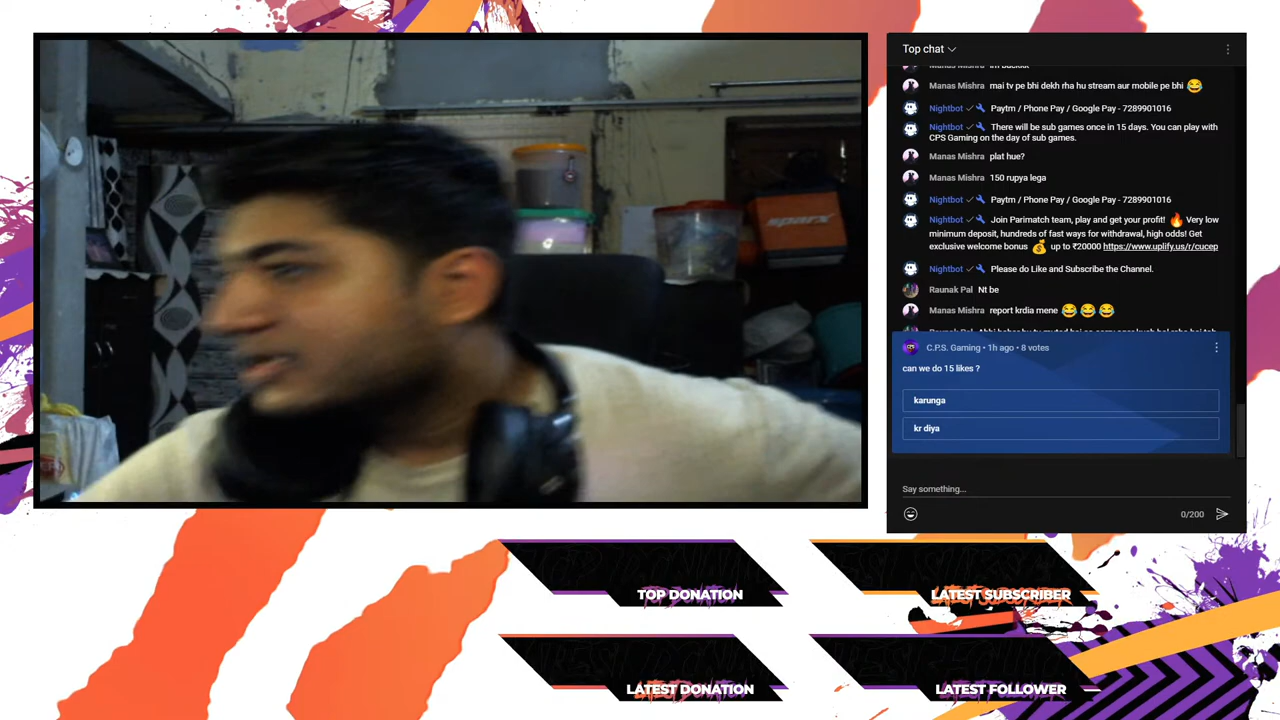 Top chat
Manas Mishra mai tv pe bhi dekh rha hu stream aur mobile pe bhi 😂
Nightbot Paytm / Phone Pay / Google Pay - 7289901016
Nightbot There will be sub games once in 15 days. You can play with
CPS Gaming on the day of sub games.
Manas Mishra plat hue?
Manas Mishra 150 rupya lega
Nightbot Paytm / Phone Pay / Google Pay - 7289901016
Nightbot Join Parimatch team, play and get your profit! 🔥 Very low
minimum deposit, hundreds of fast ways for withdrawal, high odds! Get
exclusive welcome bonus 💰 up to ₹20000 https://www.uplify.us/r/cucep
Nightbot Please do Like and Subscribe the Channel.
Raunak Pal Nt be
Manas Mishra report krdia mene 😂 😂 😂
C.P.S. Gaming • 1h ago • 8 votes
can we do 15 likes ?
karunga
kr diya
Say something...
0/200
sparx
TOP DONATION
LATEST SUBSCRIBER
LATEST DONATION
LATEST FOLLOWER